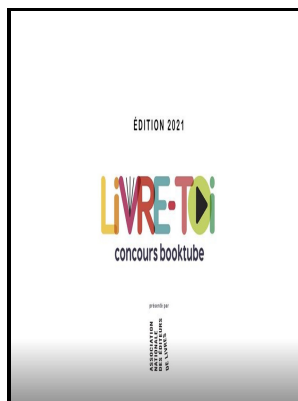 ÉDITION 2021
LiVRE-TOi
concours booktube
présenté par
ASSOCIATION
NATIONALE
DES ÉDITEURS
DE LIVRES